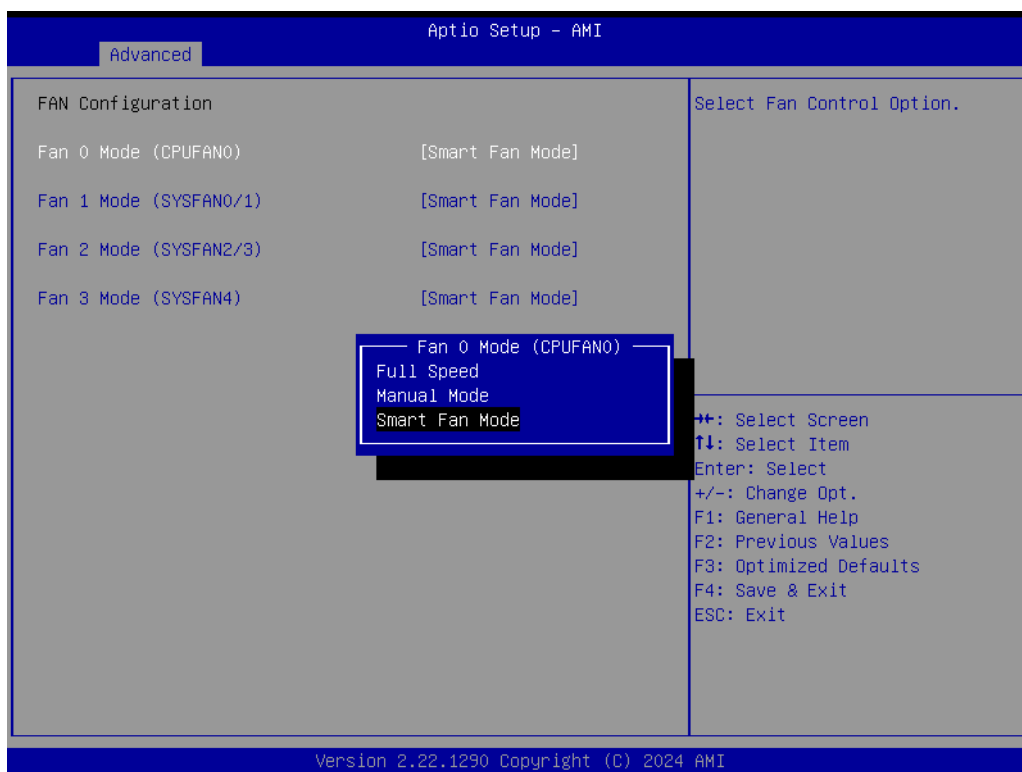 Aptio Setup – AMI
Advanced
FAN Configuration
Fan 0 Mode (CPUFAN0) [Smart Fan Mode]
Fan 1 Mode (SYSFAN0/1) [Smart Fan Mode]
Fan 2 Mode (SYSFAN2/3) [Smart Fan Mode]
Fan 3 Mode (SYSFAN4) [Smart Fan Mode]
Fan 0 Mode (CPUFAN0)
Full Speed
Manual Mode
Smart Fan Mode
Select Fan Control Option.
→←: Select Screen
↑↓: Select Item
Enter: Select
+/-: Change Opt.
F1: General Help
F2: Previous Values
F3: Optimized Defaults
F4: Save & Exit
ESC: Exit
Version 2.22.1290 Copyright (C) 2024 AMI